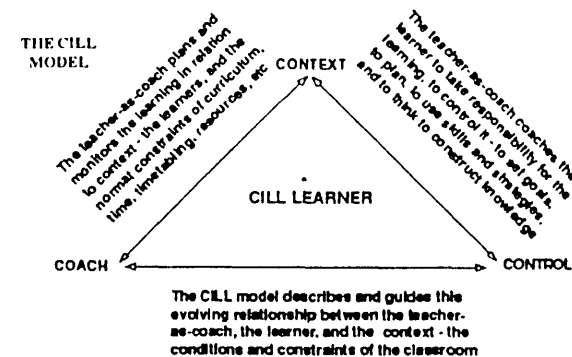 THE CILL
MODEL
The teacher-as-coach plans and
monitors the learning in relation
to context - the learners, and the
normal constraints of curriculum,
time, timetabling, resources, etc
CONTEXT
The teacher-as-coach coaches the
learner to take responsibility for the
learning, to control it - to set goals,
to plan, to use skills and strategies,
and to think to construct knowledge
CILL LEARNER
COACH
CONTROL
The CILL model describes and guides this
evolving relationship between the teacher-
as-coach, the learner, and the context - the
conditions and constraints of the classroom